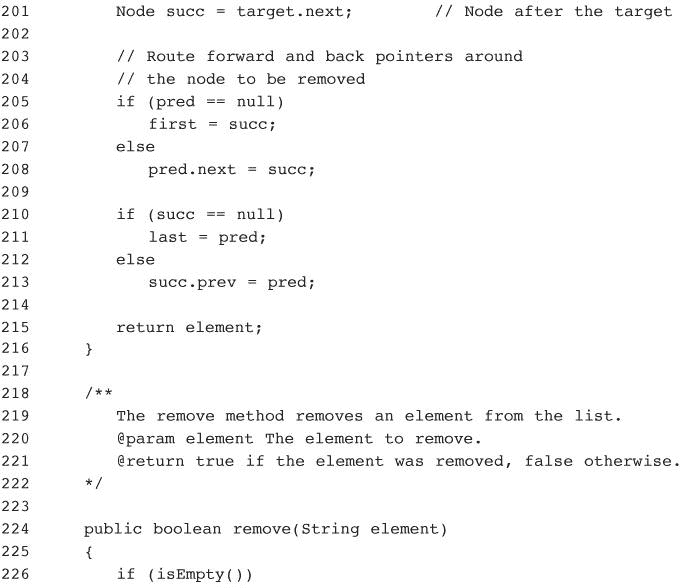 201         Node succ = target.next;        // Node after the target
202
203         // Route forward and back pointers around
204         // the node to be removed
205         if (pred == null)
206            first = succ;
207         else
208            pred.next = succ;
209
210         if (succ == null)
211            last = pred;
212         else
213            succ.prev = pred;
214
215         return element;
216      }
217
218      /**
219         The remove method removes an element from the list.
220         @param element The element to remove.
221         @return true if the element was removed, false otherwise.
222      */
223
224      public boolean remove(String element)
225      {
226         if (isEmpty())